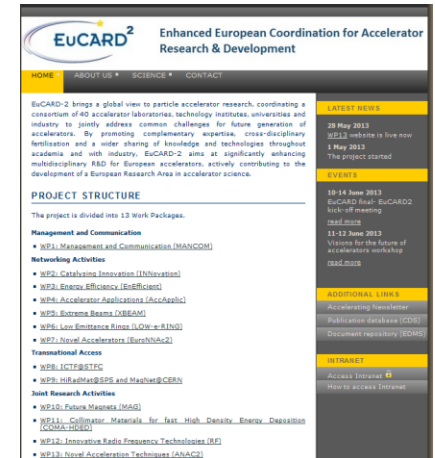 EuCARD²
Enhanced European Coordination for Accelerator
Research & Development
HOME
ABOUT US
SCIENCE
CONTACT
EuCARD-2 brings a global view to particle accelerator research, coordinating a
consortium of 40 accelerator laboratories, technology institutes, universities and
industry to jointly address common challenges for future generation of
accelerators. By promoting complementary expertise, cross-disciplinary
fertilisation and a wider sharing of knowledge and technologies throughout
academia and with industry, EuCARD-2 aims at significantly enhancing
multidisciplinary R&D for European accelerators, actively contributing to the
development of a European Research Area in accelerator science.
PROJECT STRUCTURE
The project is divided into 13 Work Packages.
Management and Communication
WP1: Management and Communication (MANCOM)
Networking Activities
WP2: Catalysing Innovation (INNovation)
WP3: Energy Efficiency (EnEfficient)
WP4: Accelerator Applications (AccApplic)
WP5: Extreme Beams (XBEAM)
WP6: Low Emittance Rings (LOW-e-RING)
WP7: Novel Accelerators (EuroNNAc2)
Transnational Access
WP8: ICTF@STFC
WP9: HiRadMat@SPS and MagNet@CERN
Joint Research Activities
WP10: Future Magnets (MAG)
WP11: Collimator Materials for fast High Density Energy Deposition
(COMA-HDED)
WP12: Innovative Radio Frequency Technologies (RF)
WP13: Novel Acceleration Techniques (ANAC2)
LATEST NEWS
28 May 2013
WP12 website is live now
1 May 2013
The project started
EVENTS
10-14 June 2013
EuCARD final- EuCARD2
kick-off meeting
read more
11-12 June 2013
Visions for the future of
accelerators workshop
read more
ADDITIONAL LINKS
Accelerating Newsletter
Publication database (CDS)
Document repository (EDMS)
INTRANET
Access Intranet
How to access Intranet